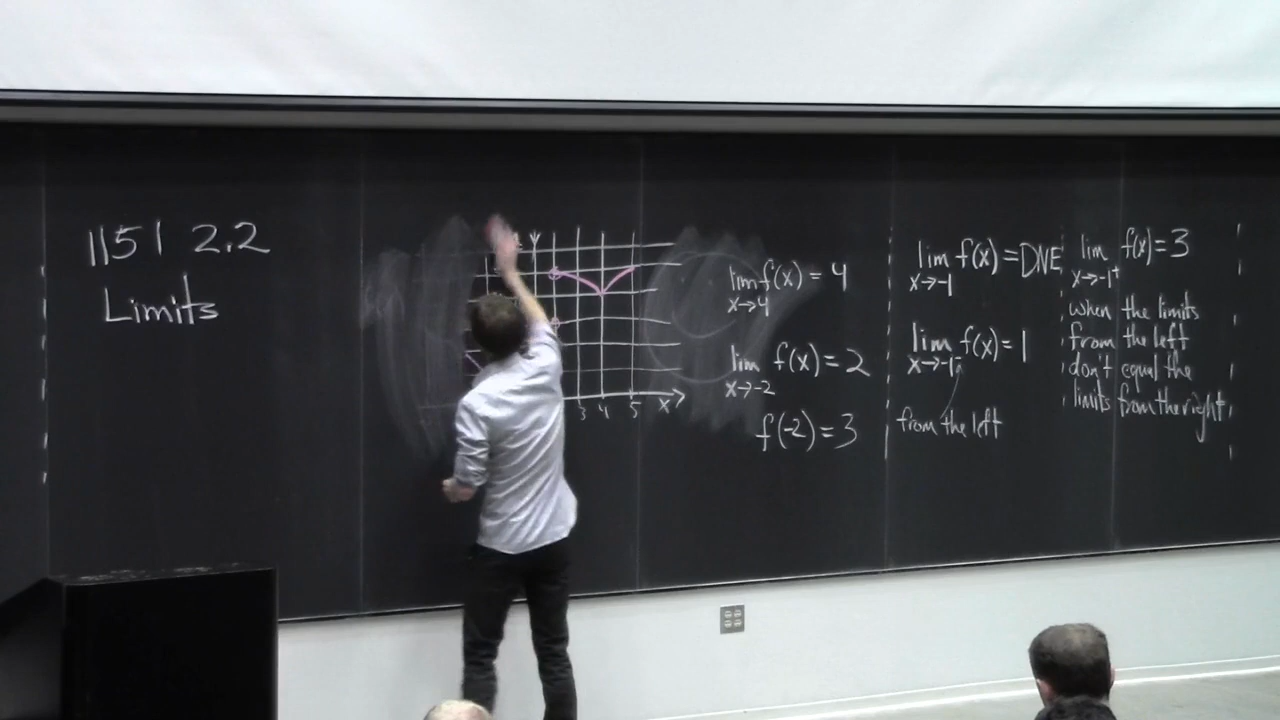 1151 2.2
Limits
3 4 5 x
lim f(x) = 4
x→4
lim f(x) = 2
x→-2
f(-2) = 3
lim f(x) = DNE
x→-1
lim f(x) = 1
x→-1⁻
from the left
lim f(x) = 3
x→-1⁺
when the limits
from the left
don't equal the
limits from the right